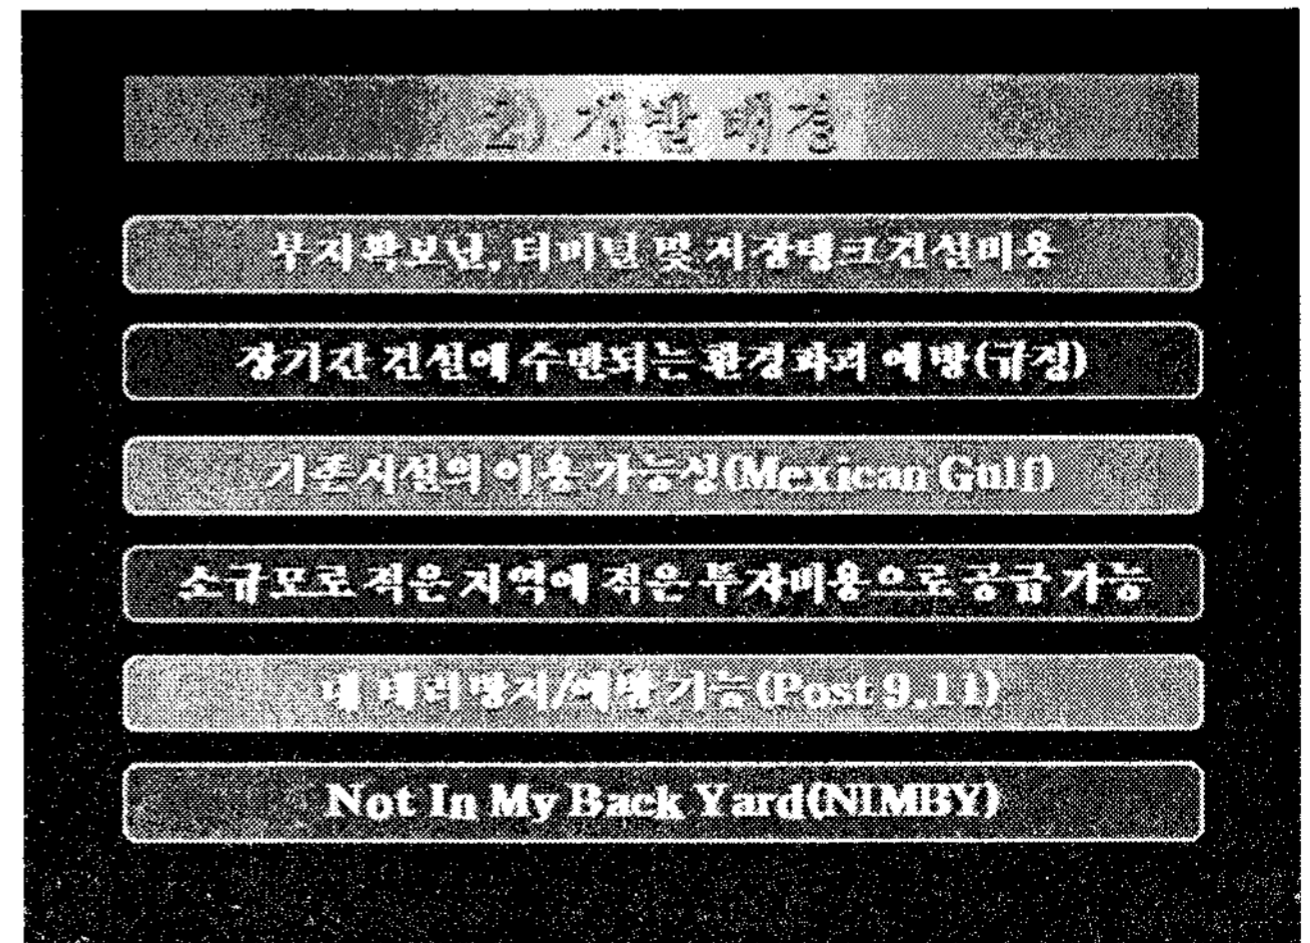 2) 개발 배경
부지확보난, 터미널 및 저장탱크건설비용
장기간 건설에 수반되는 환경파괴 예방(규정)
기존시설의 이용 가능성(Mexican Gulf)
소규모로 적은 지역에 적은 투자비용으로 공급 가능
대 테러 방지/예방 기능 (Post 9.11)
Not In My Back Yard(NIMBY)